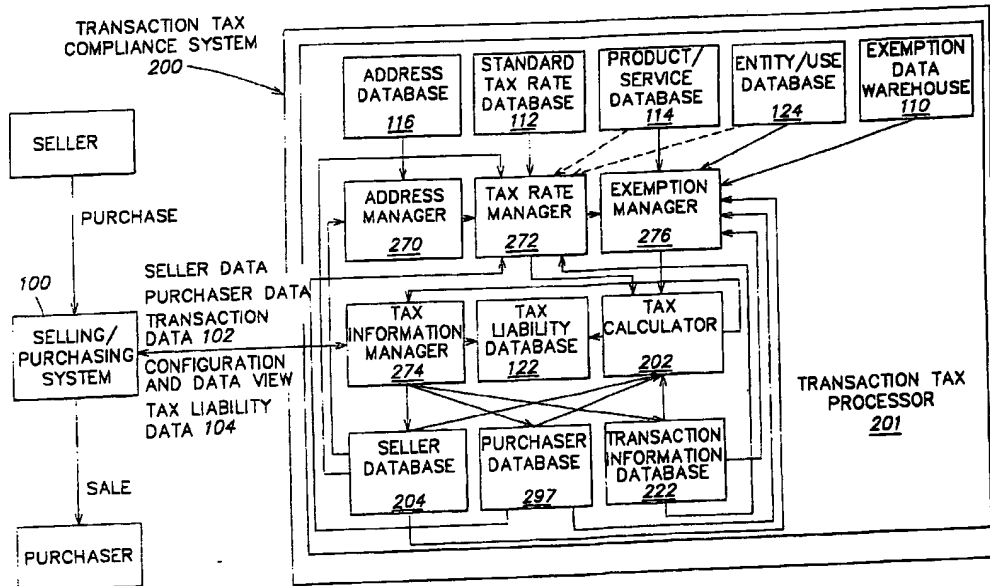 TRANSACTION TAX
COMPLIANCE SYSTEM
200
ADDRESS
DATABASE
116
STANDARD
TAX RATE
DATABASE
112
PRODUCT/
SERVICE
DATABASE
114
ENTITY/USE
DATABASE
124
EXEMPTION
DATA
WAREHOUSE
110
SELLER
PURCHASE
ADDRESS
MANAGER
270
TAX RATE
MANAGER
272
EXEMPTION
MANAGER
276
100
SELLING/
PURCHASING
SYSTEM
SELLER DATA
PURCHASER DATA
TRANSACTION
DATA 102
CONFIGURATION
AND DATA VIEW
TAX LIABILITY
DATA 104
TAX
INFORMATION
MANAGER
274
TAX
LIABILITY
DATABASE
122
TAX
CALCULATOR
202
TRANSACTION TAX
PROCESSOR
201
SELLER
DATABASE
204
PURCHASER
DATABASE
297
TRANSACTION
INFORMATION
DATABASE
222
SALE
PURCHASER